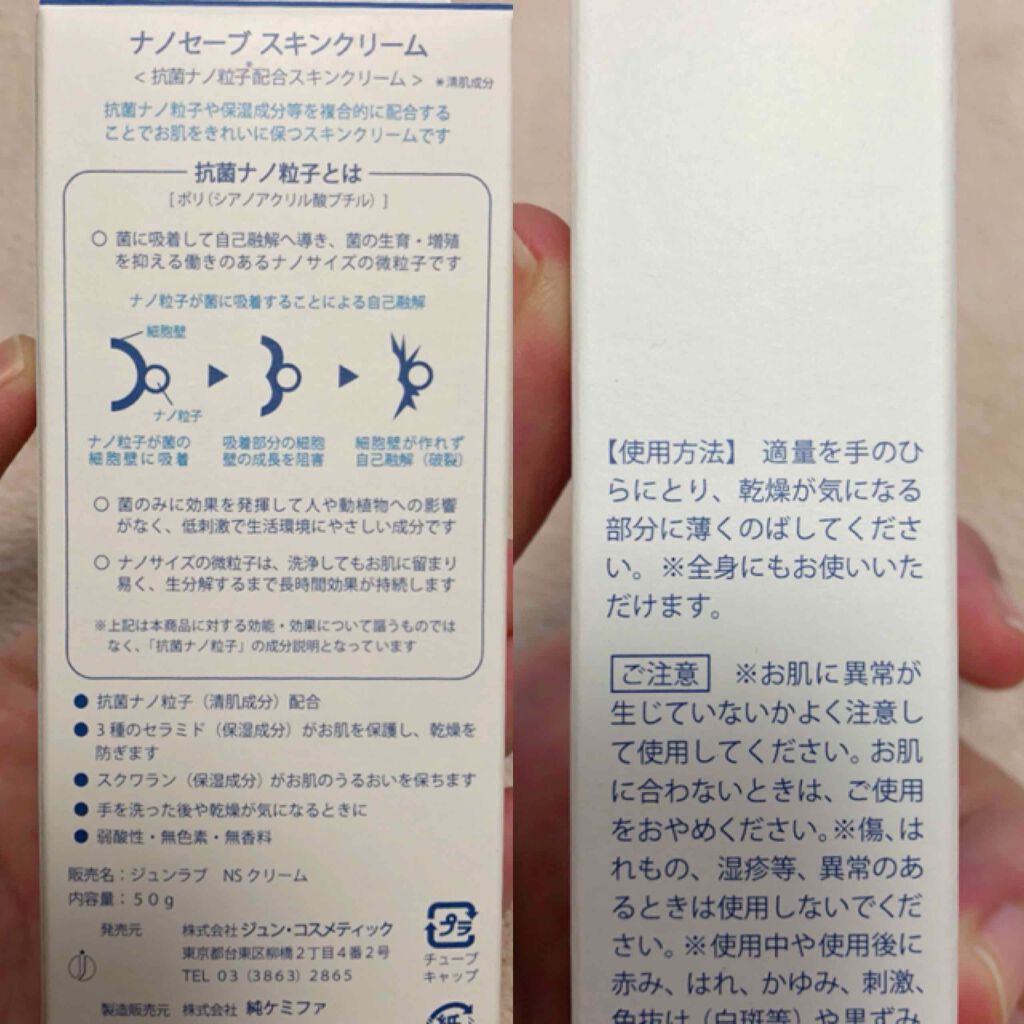 ナノセーブ スキンクリーム
<抗菌ナノ粒子*配合スキンクリーム> *清肌成分
抗菌ナノ粒子や保湿成分等を複合的に配合する
ことでお肌をきれいに保つスキンクリームです
抗菌ナノ粒子とは
[ポリ(シアノアクリル酸ブチル)]
○ 菌に吸着して自己融解へ導き、菌の生育・増殖
を抑える働きのあるナノサイズの微粒子です
ナノ粒子が菌に吸着することによる自己融解
細胞壁
ナノ粒子
ナノ粒子が菌の
細胞壁に吸着
吸着部分の細胞
壁の成長を阻害
細胞壁が作れず
自己融解(破裂)
○ 菌のみに効果を発揮して人や動植物への影響
がなく、低刺激で生活環境にやさしい成分です
○ ナノサイズの微粒子は、洗浄してもお肌に留まり
易く、生分解するまで長時間効果が持続します
※上記は本商品に対する効能・効果について謳うものでは
なく、「抗菌ナノ粒子」の成分説明となっています
● 抗菌ナノ粒子(清肌成分)配合
● 3種のセラミド(保湿成分)がお肌を保護し、乾燥を
防ぎます
● スクワラン(保湿成分)がお肌のうるおいを保ちます
● 手を洗った後や乾燥が気になるときに
● 弱酸性・無色素・無香料
販売名:ジュンラブ NSクリーム
内容量:50g
発売元 株式会社 ジュン・コスメティック
東京都台東区柳橋2丁目4番2号
TEL 03 (3863) 2865
製造販売元 株式会社 純ケミファ
プラ
チューブ
キャップ
紙
【使用方法】 適量を手のひ
らにとり、乾燥が気になる
部分に薄くのばしてくださ
い。※全身にもお使いいた
だけます。
ご注意 ※お肌に異常が
生じていないかよく注意し
て使用してください。お肌
に合わないときは、ご使用
をおやめください。※傷、は
れもの、湿疹等、異常のあ
るときは使用しないでくだ
さい。※使用中や使用後に
赤み、はれ、かゆみ、刺激、
色抜け(白斑等)や黒ずみ